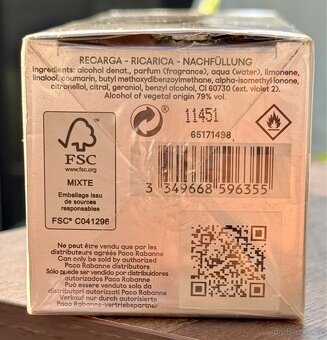 RECARGA - RICARICA - NACHFÜLLUNG
Ingredients: alcohol denat., parfum (fragrance), aqua (water), limonene,
linalool, coumarin, butyl methoxydibenzoylmethane, alpha-isomethyl ionone,
citronellol, citral, geraniol, benzyl alcohol, CI 60730 (ext. violet 2).
Alcohol of vegetal origin 79% vol.
11451
65171498
FSC
www.fsc.org
MIXTE
Emballage issu
de sources
responsables
FSC® C041296
3 349668 596355
Ne peut être vendu que par les
distributeurs agréés Paco Rabanne
Can only be sold by authorized
Paco Rabanne distributors
Sólo puede ser vendido por distribuidores
autorizados Paco Rabanne
Può essere venduto solo da
distributori autorizzati Paco Rabanne
Verkauf nur durch autorisierte
Paco Rabanne-Vertriebspartner